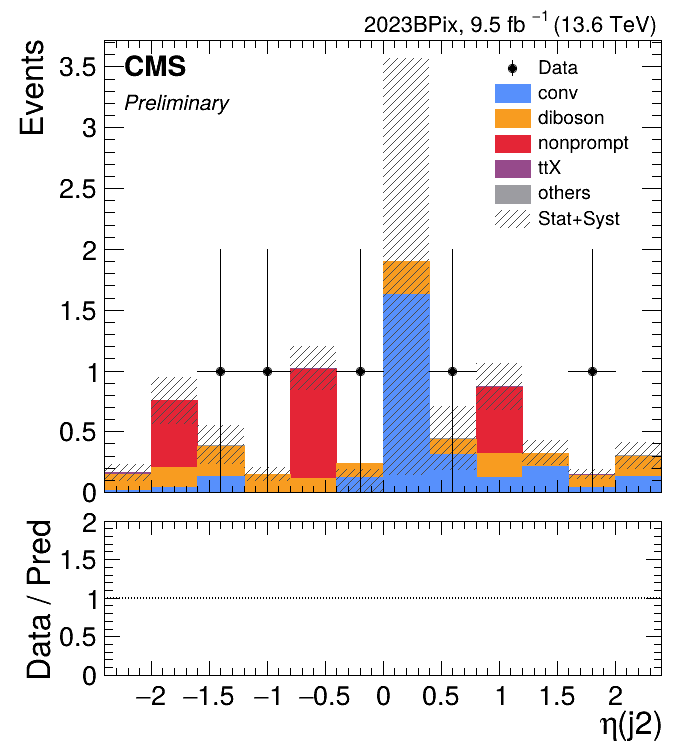 2023BPix, 9.5 fb⁻¹ (13.6 TeV)
Events
CMS
Preliminary
Data
conv
diboson
nonprompt
ttX
others
Stat+Syst
3.5
3
2.5
2
1.5
1
0.5
0
Data / Pred
2
1.5
1
0.5
0
−2 −1.5 −1 −0.5 0 0.5 1 1.5 2
η(j2)